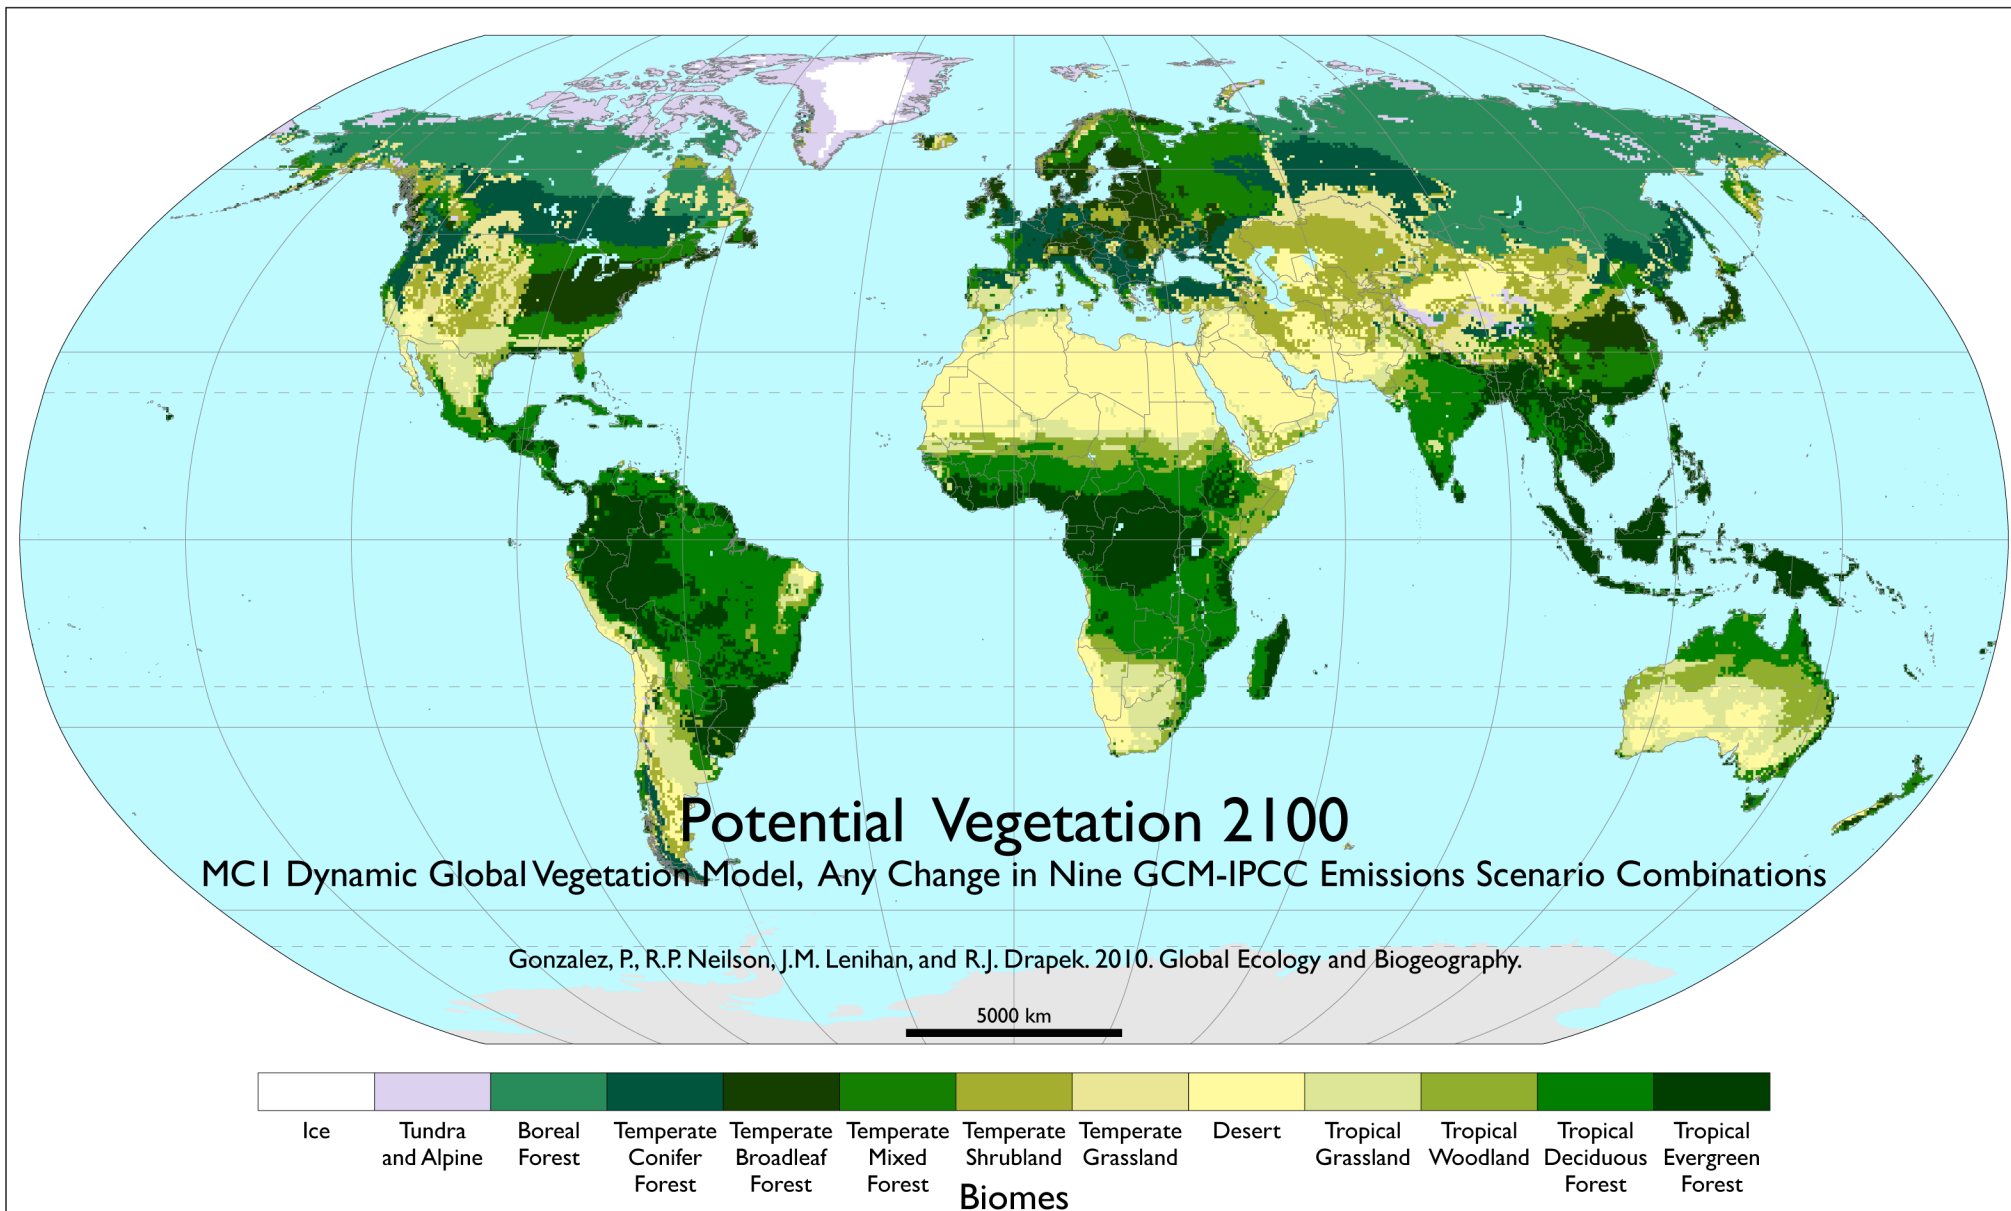 Potential Vegetation 2100
MC1 Dynamic Global Vegetation Model, Any Change in Nine GCM-IPCC Emissions Scenario Combinations
Gonzalez, P., R.P. Neilson, J.M. Lenihan, and R.J. Drapek. 2010. Global Ecology and Biogeography.
5000 km
Ice
Tundra
and Alpine
Boreal
Forest
Temperate
Conifer
Forest
Temperate
Broadleaf
Forest
Temperate
Mixed
Forest
Temperate
Shrubland
Temperate
Grassland
Desert
Tropical
Grassland
Tropical
Woodland
Tropical
Deciduous
Forest
Tropical
Evergreen
Forest
Biomes